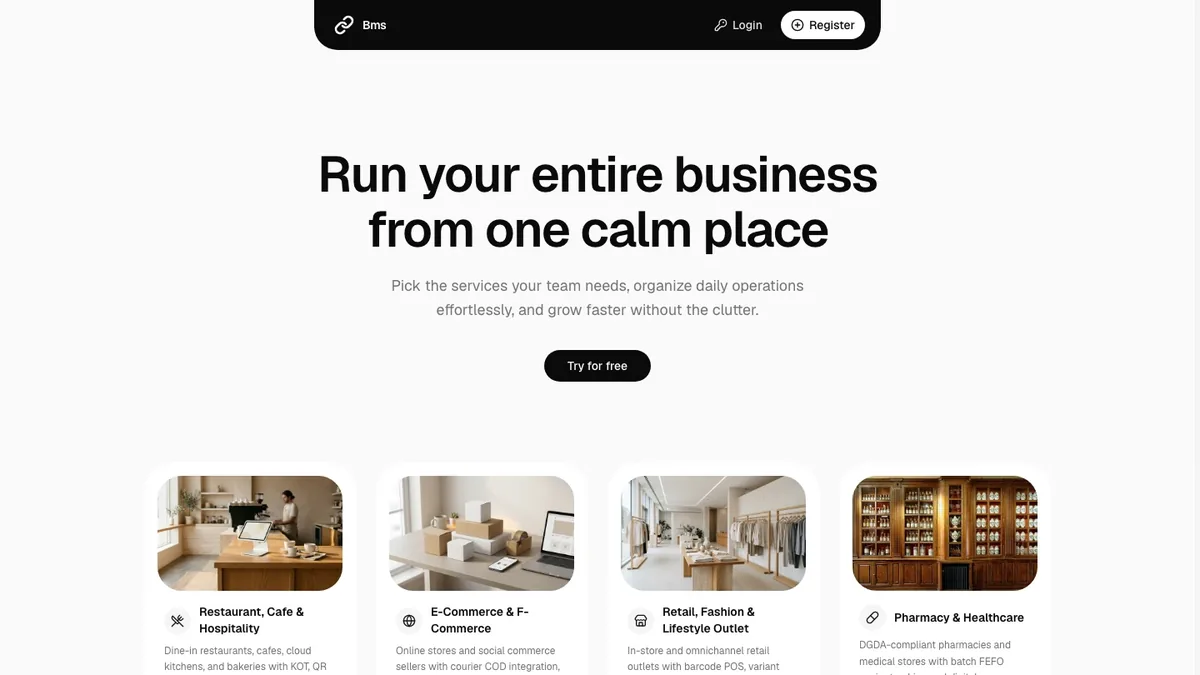 Bms
Login
Register
Run your entire business
from one calm place
Pick the services your team needs, organize daily operations
effortlessly, and grow faster without the clutter.
Try for free
Restaurant, Cafe &
Hospitality
Dine-in restaurants, cafes, cloud
kitchens, and bakeries with KOT, QR
E-Commerce & F-
Commerce
Online stores and social commerce
sellers with courier COD integration,
Retail, Fashion &
Lifestyle Outlet
In-store and omnichannel retail
outlets with barcode POS, variant
Pharmacy & Healthcare
DGDA-compliant pharmacies and
medical stores with batch FEFO